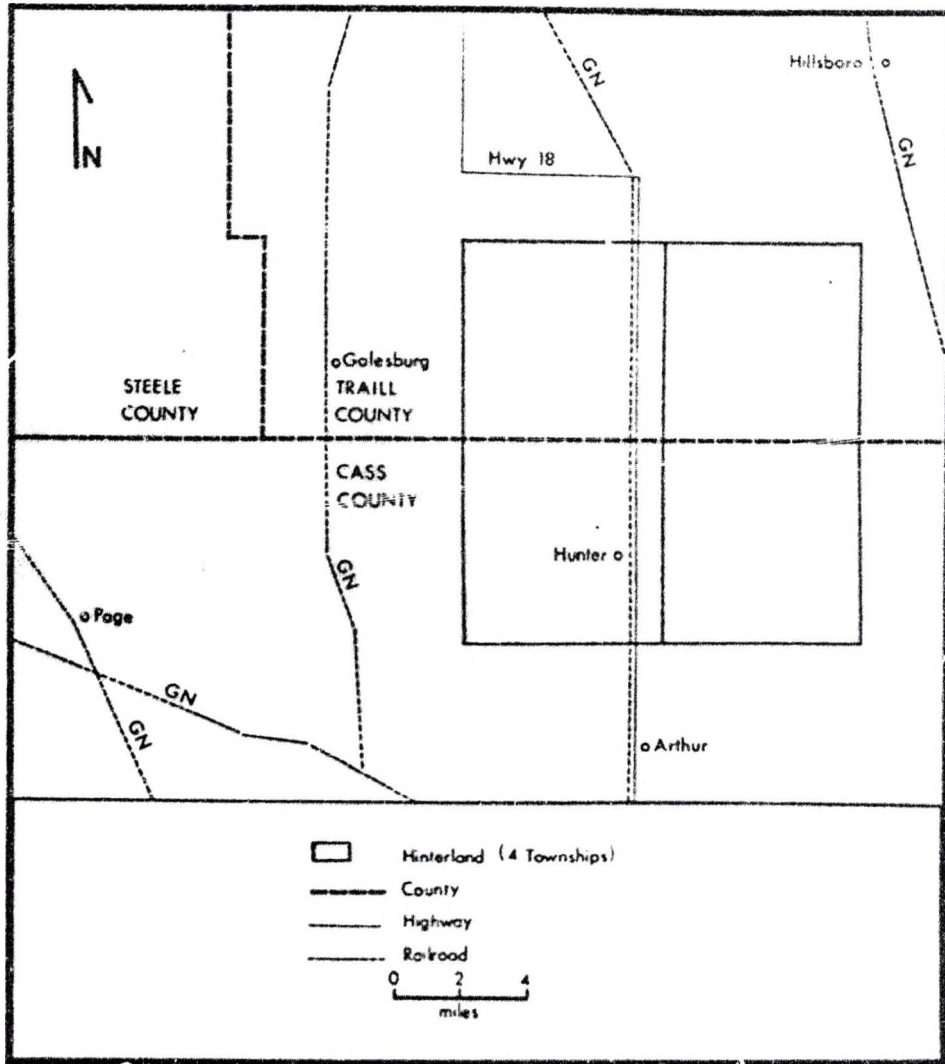 GN
Hillsboro
N
Hwy 18
GN
Galesburg
STEELE
COUNTY
TRAILL
COUNTY
CASS
COUNTY
Hunter
GN
Page
GN
GN
Arthur
Hinterland (4 Townships)
County
Highway
Railroad
0 2 4
miles